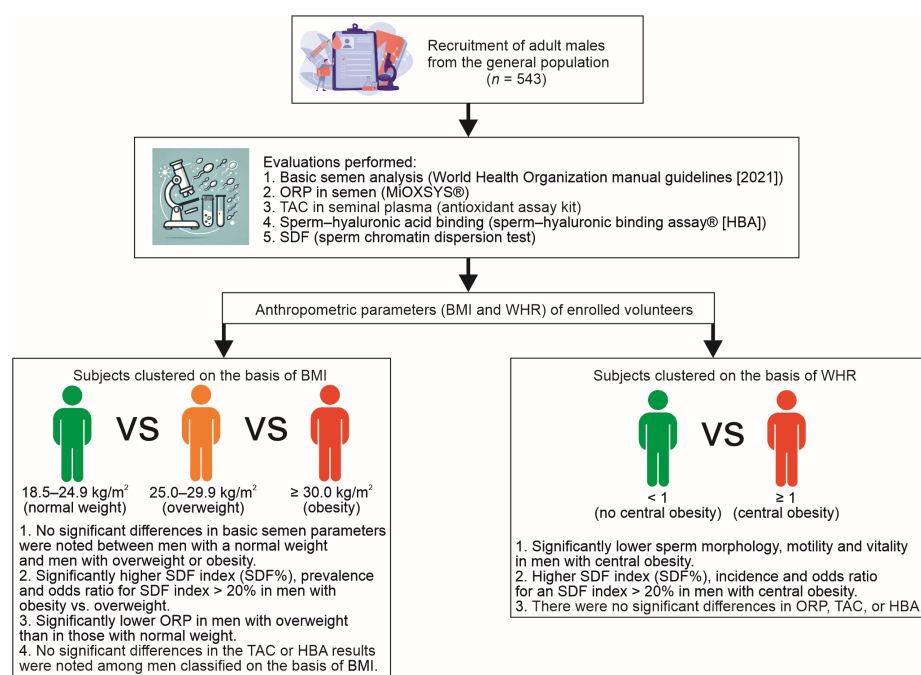 Recruitment of adult males
from the general population
(n = 543)
Evaluations performed:
1. Basic semen analysis (World Health Organization manual guidelines [2021])
2. ORP in semen (MiOXSYS®)
3. TAC in seminal plasma (antioxidant assay kit)
4. Sperm–hyaluronic acid binding (sperm–hyaluronic binding assay® [HBA])
5. SDF (sperm chromatin dispersion test)
Anthropometric parameters (BMI and WHR) of enrolled volunteers
Subjects clustered on the basis of BMI
VS VS
18.5–24.9 kg/m² 25.0–29.9 kg/m² ≥ 30.0 kg/m²
(normal weight) (overweight) (obesity)
1. No significant differences in basic semen parameters
were noted between men with a normal weight
and men with overweight or obesity.
2. Significantly higher SDF index (SDF%), prevalence
and odds ratio for SDF index > 20% in men with
obesity vs. overweight.
3. Significantly lower ORP in men with overweight
than in those with normal weight.
4. No significant differences in the TAC or HBA results
were noted among men classified on the basis of BMI.
Subjects clustered on the basis of WHR
VS
< 1 ≥ 1
(no central obesity) (central obesity)
1. Significantly lower sperm morphology, motility and vitality
in men with central obesity.
2. Higher SDF index (SDF%), incidence and odds ratio
for an SDF index > 20% in men with central obesity.
3. There were no significant differences in ORP, TAC, or HBA